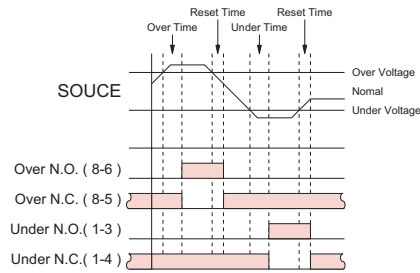 Reset Time
Reset Time
Over Time
Under Time
Over Voltage
SOUCE
Nomal
Under Voltage
Over N.O. ( 8-6)
Over N.C. ( 8-5)
Under N.O.( 1-3)
Under N.C.( 1-4)